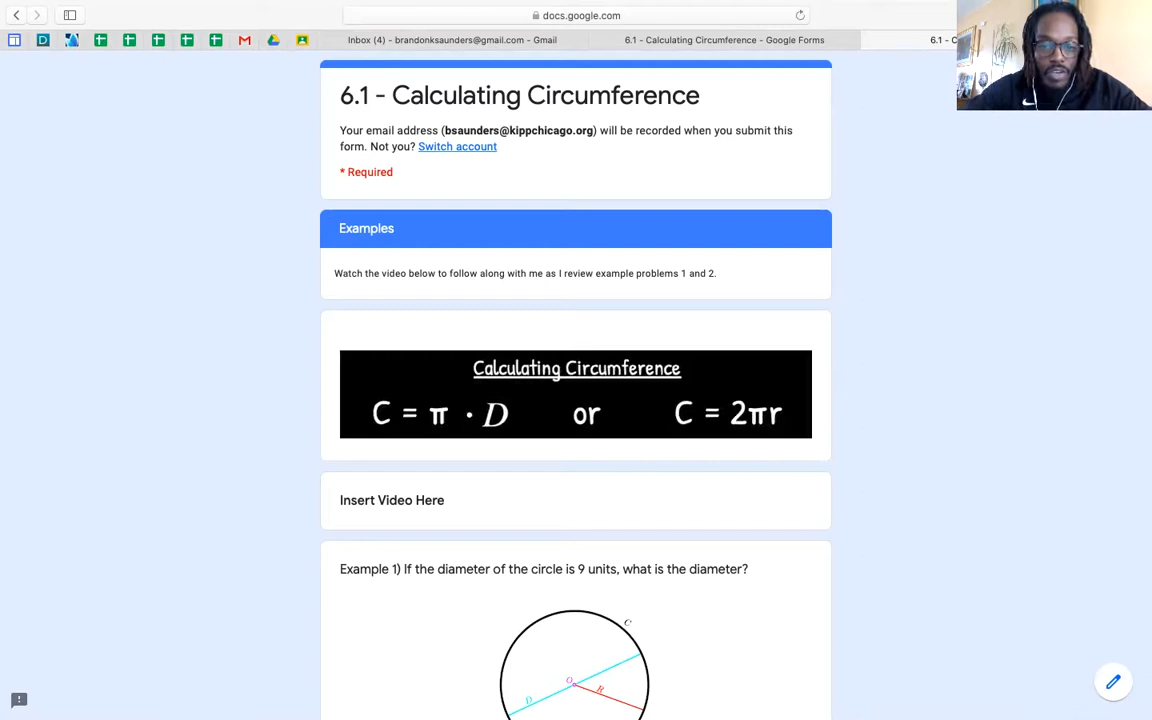 docs.google.com
Inbox (4) - brandonksaunders@gmail.com - Gmail
6.1 - Calculating Circumference - Google Forms
6.1 - C
6.1 - Calculating Circumference
Your email address (bsaunders@kippchicago.org) will be recorded when you submit this
form. Not you? Switch account
* Required
Examples
Watch the video below to follow along with me as I review example problems 1 and 2.
Calculating Circumference
C = π · D or C = 2πr
Insert Video Here
Example 1) If the diameter of the circle is 9 units, what is the diameter?
C
O
R
D